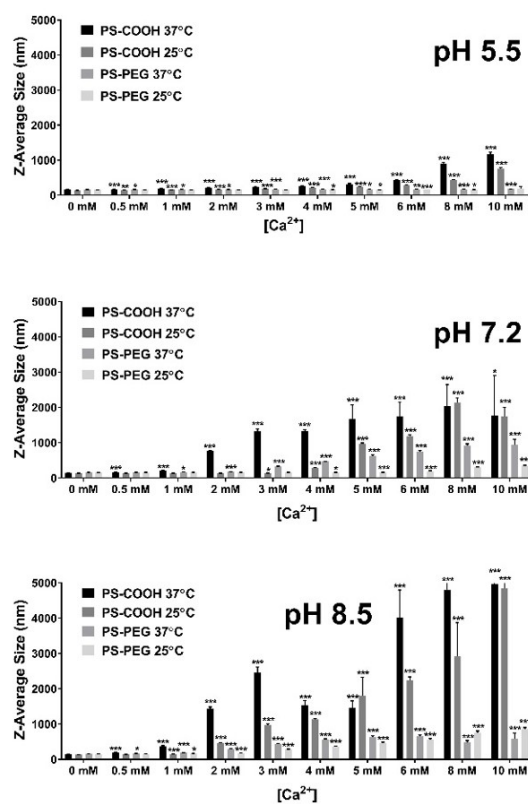 5000
4000
3000
2000
1000
0
Z-Average Size (nm)
PS-COOH 37°C
PS-COOH 25°C
PS-PEG 37°C
PS-PEG 25°C
pH 5.5
*** ** * *** *** * *** *** * *** *** *** *** *** *** * *** *** * * *** *** ** *** *** *** *** * *** *** ***
0 mM 0.5 mM 1 mM 2 mM 3 mM 4 mM 5 mM 6 mM 8 mM 10 mM
[Ca²⁺]
5000
4000
3000
2000
1000
0
Z-Average Size (nm)
PS-COOH 37°C
PS-COOH 25°C
PS-PEG 37°C
PS-PEG 25°C
pH 7.2
*** *** * *** *** *** * *** *** *** *** * *** *** *** *** *** *** *** *** *** *** *** *** * *** *** **
0 mM 0.5 mM 1 mM 2 mM 3 mM 4 mM 5 mM 6 mM 8 mM 10 mM
[Ca²⁺]
5000
4000
3000
2000
1000
0
Z-Average Size (nm)
PS-COOH 37°C
PS-COOH 25°C
PS-PEG 37°C
PS-PEG 25°C
pH 8.5
*** * *** * *** * *** *** *** *** *** *** *** *** *** *** *** *** *** *** *** *** *** *** *** *** *** *** *** *** *** *** *** ***
0 mM 0.5 mM 1 mM 2 mM 3 mM 4 mM 5 mM 6 mM 8 mM 10 mM
[Ca²⁺]